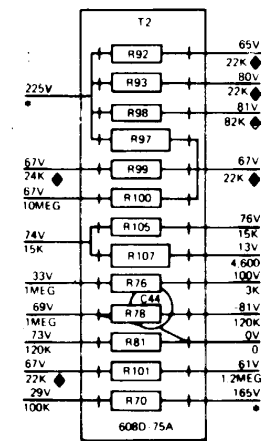 T2
65V
R92
22K
80V
R93
22K
225V
81V
*
R98
82K
R97
67V
R99
67V
24K
22K
67V
R100
10MEG
R105
76V
74V
15K
15K
R107
13V
4.600
33V
R76
100V
1MEG
C44
3K
69V
R78
-81V
1MEG
120K
73V
R81
0V
120K
0
67V
R101
61V
22K
1.2MEG
29V
R70
165V
100K
*
608D-75A